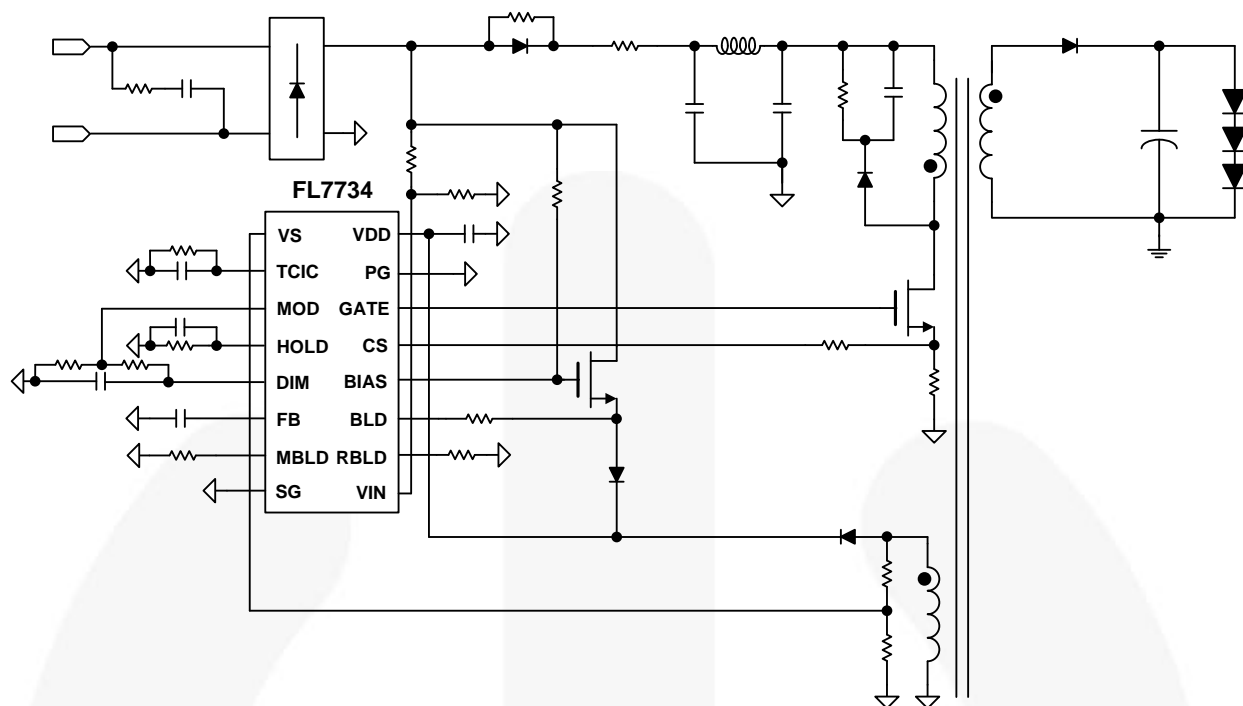 FL7734
VS VDD
TCIC PG
MOD GATE
HOLD CS
DIM BIAS
FB BLD
MBLD RBLD
SG VIN